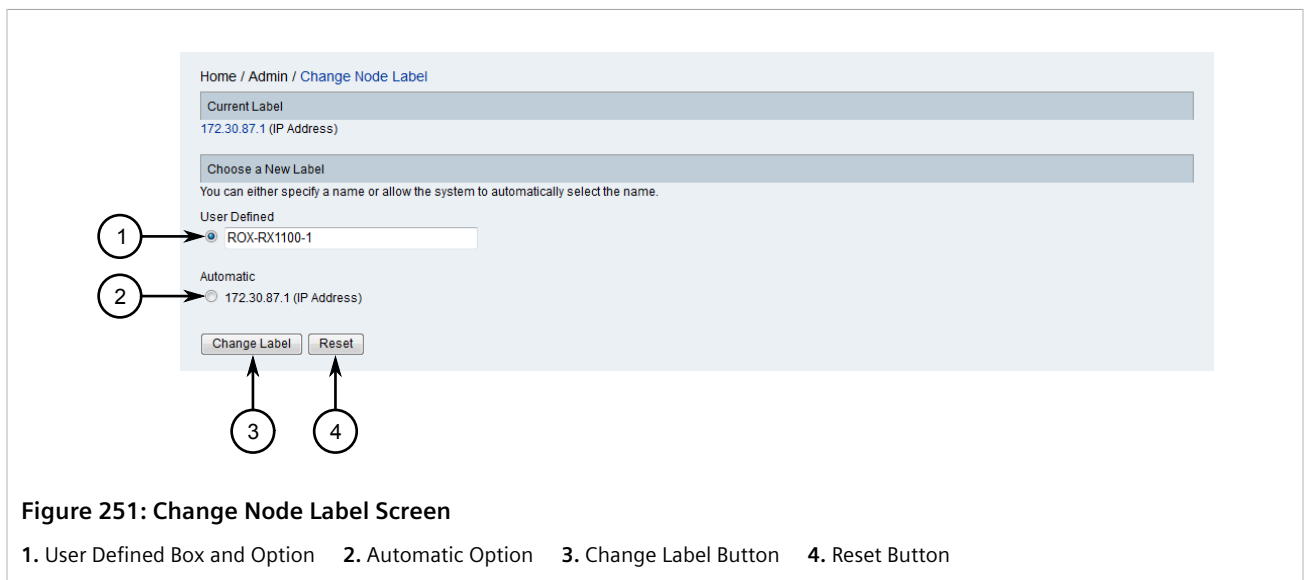 Home / Admin / Change Node Label
Current Label
172.30.87.1 (IP Address)
Choose a New Label
You can either specify a name or allow the system to automatically select the name.
User Defined
1
ROX-RX1100-1
Automatic
2
172.30.87.1 (IP Address)
Change Label Reset
3 4
Figure 251: Change Node Label Screen
1. User Defined Box and Option 2. Automatic Option 3. Change Label Button 4. Reset Button